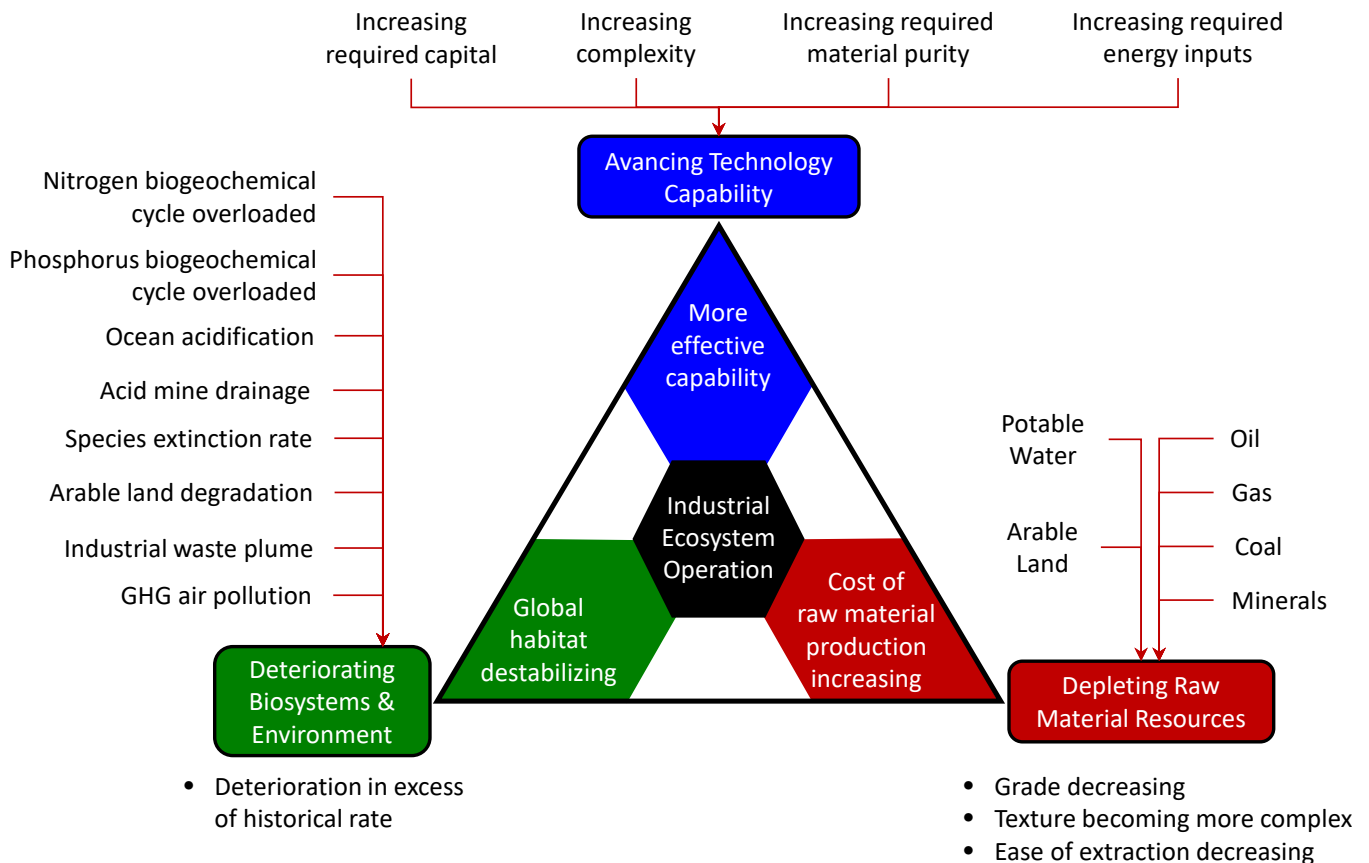 Increasing
required capital
Increasing
complexity
Increasing required
material purity
Increasing required
energy inputs
Avancing Technology
Capability
Nitrogen biogeochemical
cycle overloaded
Phosphorus biogeochemical
cycle overloaded
Ocean acidification
Acid mine drainage
Species extinction rate
Arable land degradation
Industrial waste plume
GHG air pollution
More
effective
capability
Industrial
Ecosystem
Operation
Global
habitat
destabilizing
Cost of
raw material
production
increasing
Potable
Water
Arable
Land
Oil
Gas
Coal
Minerals
Deteriorating
Biosystems &
Environment
Depleting Raw
Material Resources
• Deterioration in excess
of historical rate
• Grade decreasing
• Texture becoming more complex
• Ease of extraction decreasing